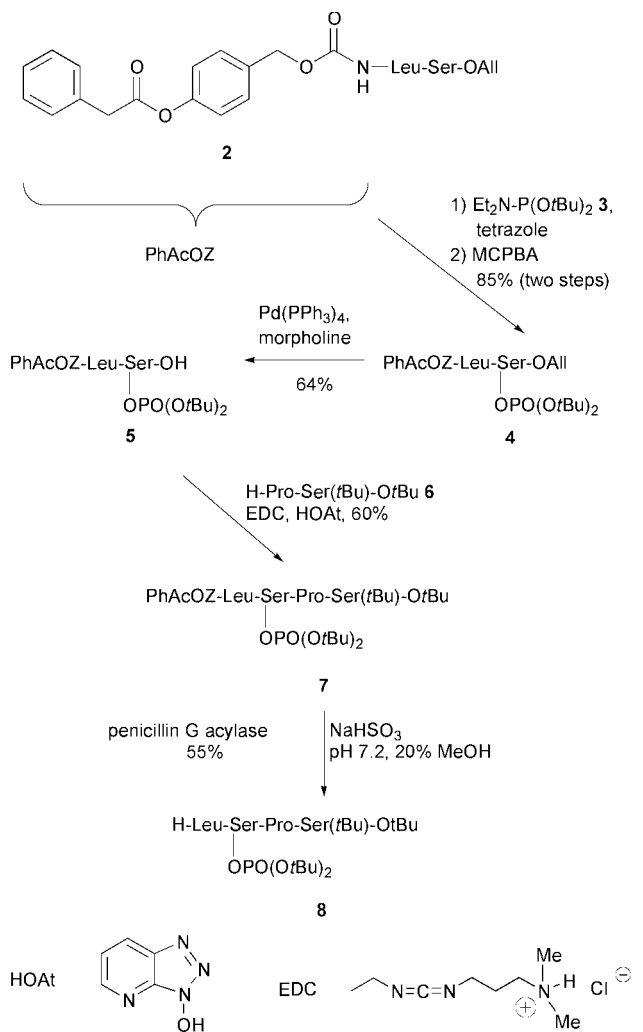 O
O
O
O
N
H
Leu-Ser-OAll
O
2
PhAcOZ
1) Et₂N-P(OtBu)₂ 3,
tetrazole
2) MCPBA
85% (two steps)
Pd(PPh₃)₄,
morpholine
64%
PhAcOZ-Leu-Ser-OH
OPO(OtBu)₂
5
PhAcOZ-Leu-Ser-OAll
OPO(OtBu)₂
4
H-Pro-Ser(tBu)-OtBu 6
EDC, HOAt, 60%
PhAcOZ-Leu-Ser-Pro-Ser(tBu)-OtBu
OPO(OtBu)₂
7
penicillin G acylase
55%
NaHSO₃
pH 7.2, 20% MeOH
H-Leu-Ser-Pro-Ser(tBu)-OtBu
OPO(OtBu)₂
8
HOAt
N
N
N
N
OH
EDC
N=C=N
Me
N
H
⊕
Me
Cl
⊖